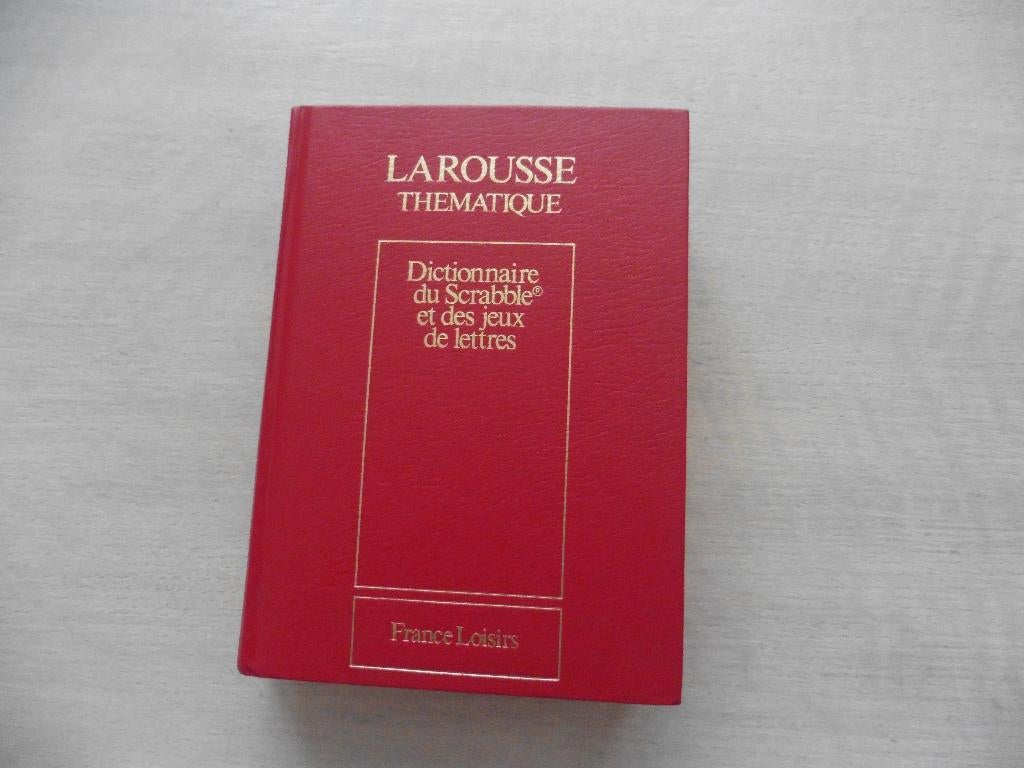 LAROUSSE
THEMATIQUE
Dictionnaire
du Scrabble®
et des jeux
de lettres
France Loisirs